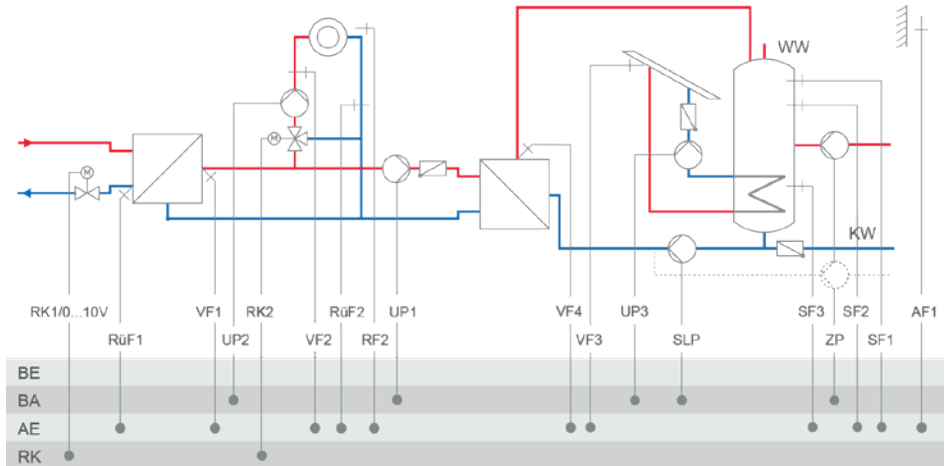 WW
M
M
KW
RK1/0...10V VF1 RK2 RüF2 UP1 VF4 UP3 SF3 SF2 AF1
RüF1 UP2 VF2 RF2 VF3 SLP ZP SF1
BE
BA
AE
RK